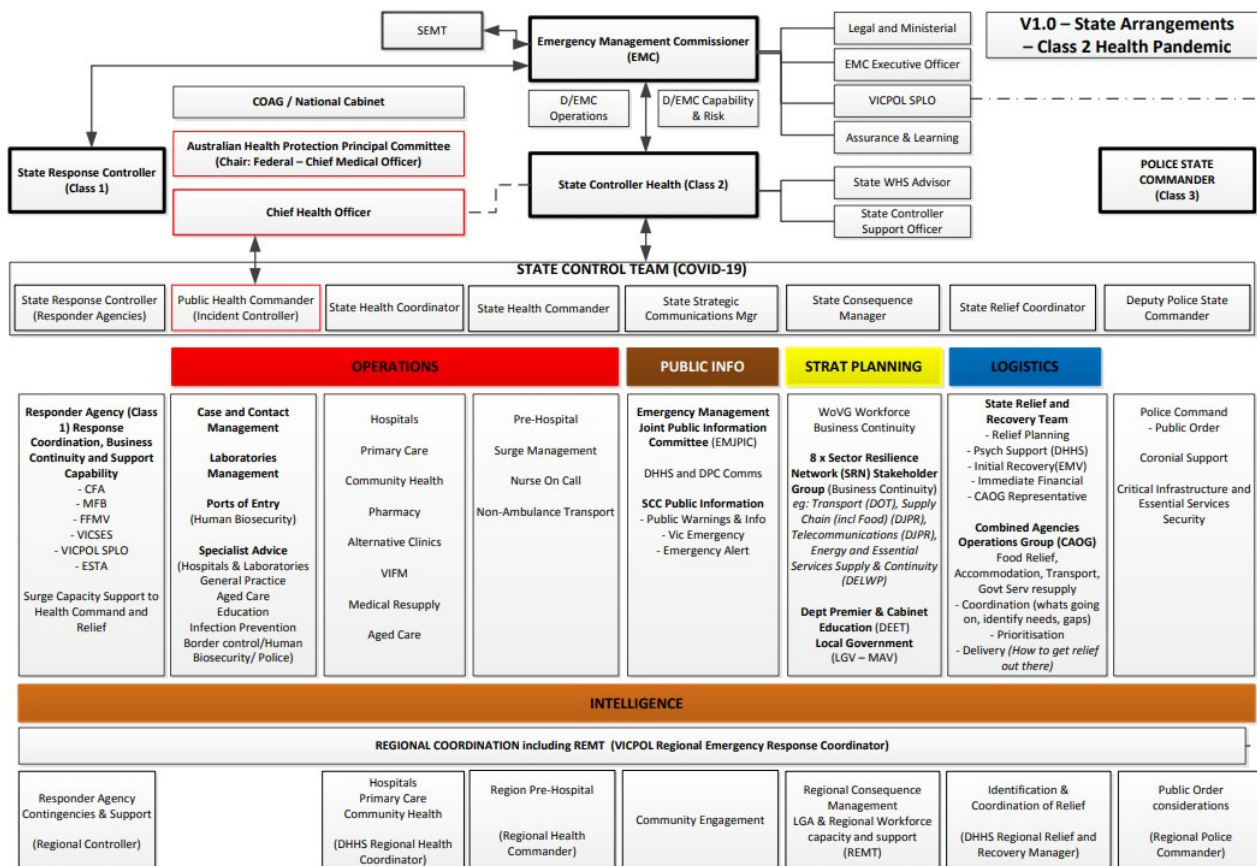 SEMT
Emergency Management Commissioner
(EMC)
Legal and Ministerial
EMC Executive Officer
VICPOL SPLO
Assurance & Learning
V1.0 – State Arrangements
– Class 2 Health Pandemic
COAG / National Cabinet
D/EMC
Operations
D/EMC Capability
& Risk
Australian Health Protection Principal Committee
(Chair: Federal – Chief Medical Officer)
State Response Controller
(Class 1)
Chief Health Officer
State Controller Health (Class 2)
State WHS Advisor
State Controller
Support Officer
POLICE STATE
COMMANDER
(Class 3)
STATE CONTROL TEAM (COVID-19)
State Response Controller
(Responder Agencies)
Public Health Commander
(Incident Controller)
State Health Coordinator
State Health Commander
State Strategic
Communications Mgr
State Consequence
Manager
State Relief Coordinator
Deputy Police State
Commander
OPERATIONS
PUBLIC INFO
STRAT PLANNING
LOGISTICS
Responder Agency (Class
1) Response
Coordination, Business
Continuity and Support
Capability
- CFA
- MFB
- FFMV
- VICSES
- VICPOL SPLO
- ESTA
Surge Capacity Support to
Health Command and
Relief
Case and Contact
Management
Laboratories
Management
Ports of Entry
(Human Biosecurity)
Specialist Advice
(Hospitals & Laboratories
General Practice
Aged Care
Education
Infection Prevention
Border control/Human
Biosecurity/ Police)
Hospitals
Primary Care
Community Health
Pharmacy
Alternative Clinics
VIFM
Medical Resupply
Aged Care
Pre-Hospital
Surge Management
Nurse On Call
Non-Ambulance Transport
Emergency Management
Joint Public Information
Committee (EMJPIC)
DHHS and DPC Comms
SCC Public Information
- Public Warnings & Info
- Vic Emergency
- Emergency Alert
WoVG Workforce
Business Continuity
8 x Sector Resilience
Network (SRN) Stakeholder
Group (Business Continuity)
eg: Transport (DOT), Supply
Chain (incl Food) (DJPR),
Telecommunications (DJPR),
Energy and Essential
Services Supply & Continuity
(DELWP)
Dept Premier & Cabinet
Education (DEET)
Local Government
(LGV – MAV)
State Relief and
Recovery Team
- Relief Planning
- Psych Support (DHHS)
- Initial Recovery(EMV)
- Immediate Financial
- CAOG Representative
Combined Agencies
Operations Group (CAOG)
Food Relief,
Accommodation, Transport,
Govt Serv resupply
- Coordination (whats going
on, identify needs, gaps)
- Prioritisation
- Delivery (How to get relief
out there)
Police Command
- Public Order
Coronial Support
Critical Infrastructure and
Essential Services
Security
INTELLIGENCE
REGIONAL COORDINATION including REMT (VICPOL Regional Emergency Response Coordinator)
Responder Agency
Contingencies & Support
(Regional Controller)
Hospitals
Primary Care
Community Health
(DHHS Regional Health
Coordinator)
Region Pre-Hospital
(Regional Health
Commander)
Community Engagement
Regional Consequence
Management
LGA & Regional Workforce
capacity and support
(REMT)
Identification &
Coordination of Relief
(DHHS Regional Relief and
Recovery Manager)
Public Order
considerations
(Regional Police
Commander)